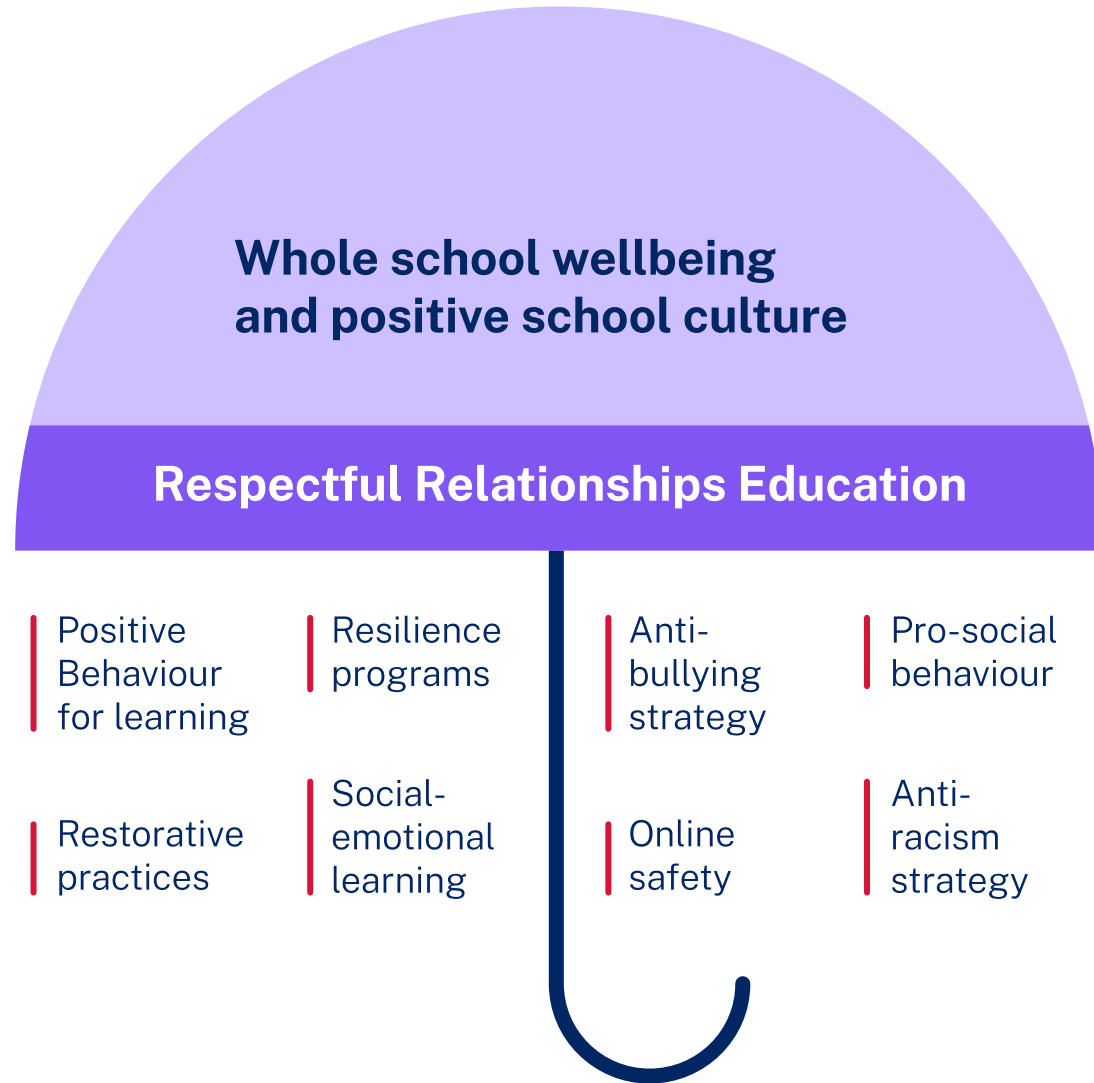 Whole school wellbeing
and positive school culture
Respectful Relationships Education
Positive
Behaviour
for learning
Resilience
programs
Anti-
bullying
strategy
Pro-social
behaviour
Restorative
practices
Social-
emotional
learning
Online
safety
Anti-
racism
strategy